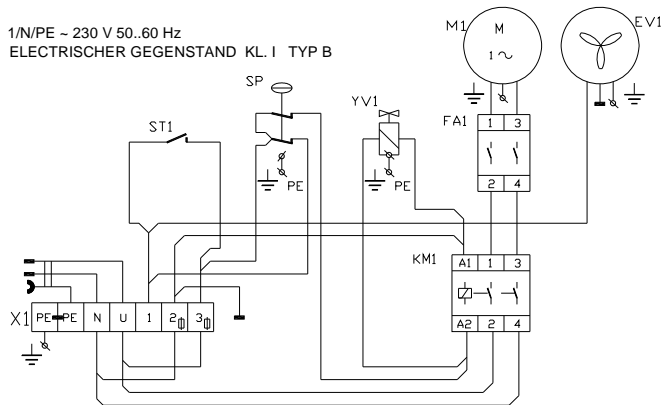 1/N/PE ~ 230 V 50..60 Hz
ELECTRISCHER GEGENSTAND KL. I TYP B
M1
M
1 ~
EV1
SP
YV1
ST1
FA1
1 3
PE
PE
2 4
KM1
A1 1 3
A2 2 4
X1 PE PE N U 1 2 3